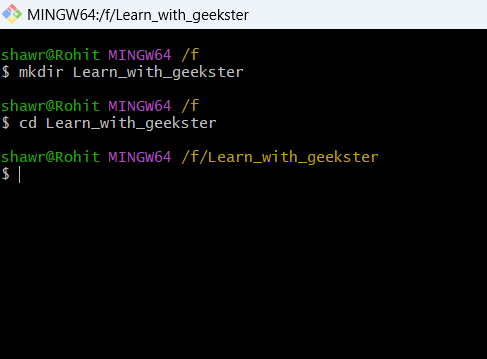 MINGW64:/f/Learn_with_geekster
shawr@Rohit MINGW64 /f
$ mkdir Learn_with_geekster
shawr@Rohit MINGW64 /f
$ cd Learn_with_geekster
shawr@Rohit MINGW64 /f/Learn_with_geekster
$